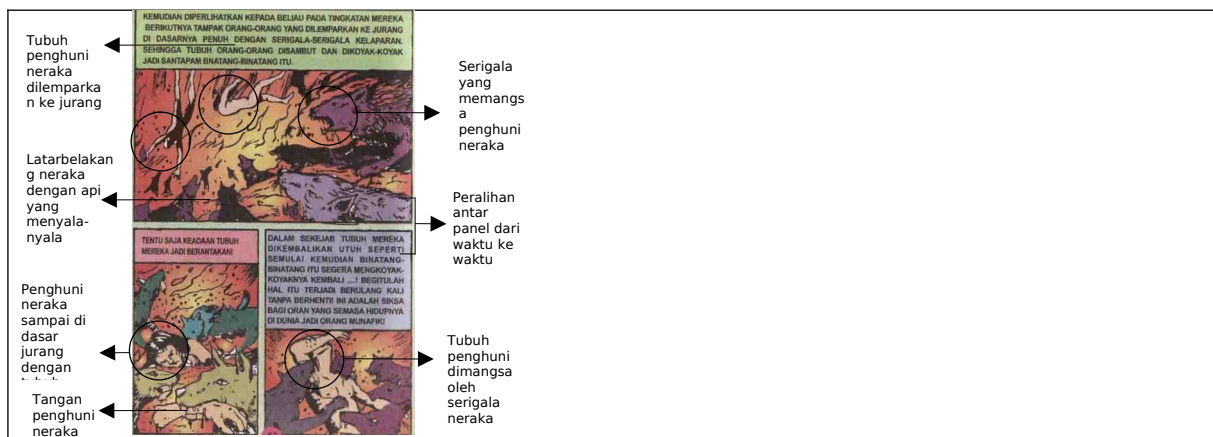 KEMUDIAN DIPERLIHATKAN KEPADA BELIAU PADA TINGKATAN MEREKA
BERIKUTNYA TAMPAK ORANG-ORANG YANG DILEMPARKAN KE JURANG
DI DASARNYA PENUH DENGAN SERIGALA-SERIGALA KELAPARAN.
SEHINGGA TUBUH ORANG-ORANG DISAMBUT DAN DIKOYAK-KOYAK
JADI SANTAPAM BNATANG-BINATANG ITU.
Tubuh
penghuni
neraka
dilemparka
n ke jurang
Serigala
yang
memangs
a
penghuni
neraka
Latarbelakan
g neraka
dengan api
yang
menyala-
nyala
Peralihan
antar
panel dari
waktu ke
waktu
TENTU SAJA KEADAAN TUBUH
MEREKA JADI BERANTAKAN!
DALAM SEKEJAB TUBUH MEREKA
DIKEMBALIKAN UTUH SEPERTI
SEMULA! KEMUDIAN BINATANG-
BINATANG ITU SEGERA MENGKOYAK-
KOYAKNYA KEMBALI ...! BEGITULAH
HAL ITU TERJADI BERULANG KALI
TANPA BERHENTI! INI ADALAH SIKSA
BAGI ORAN YANG SEMASA HIDUPNYA
DI DUNIA JADI ORANG MUNAFIK!
Penghuni
neraka
sampai di
dasar
jurang
dengan
Tubuh
penghuni
dimangsa
oleh
serigala
neraka
Tangan
penghuni
neraka